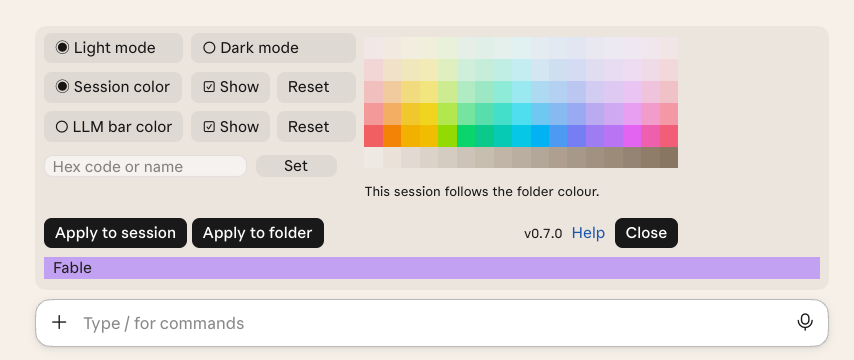 Light mode
Dark mode
Session color
Show
Reset
LLM bar color
Show
Reset
Hex code or name
Set
This session follows the folder colour.
Apply to session
Apply to folder
v0.7.0
Help
Close
Fable
Type / for commands